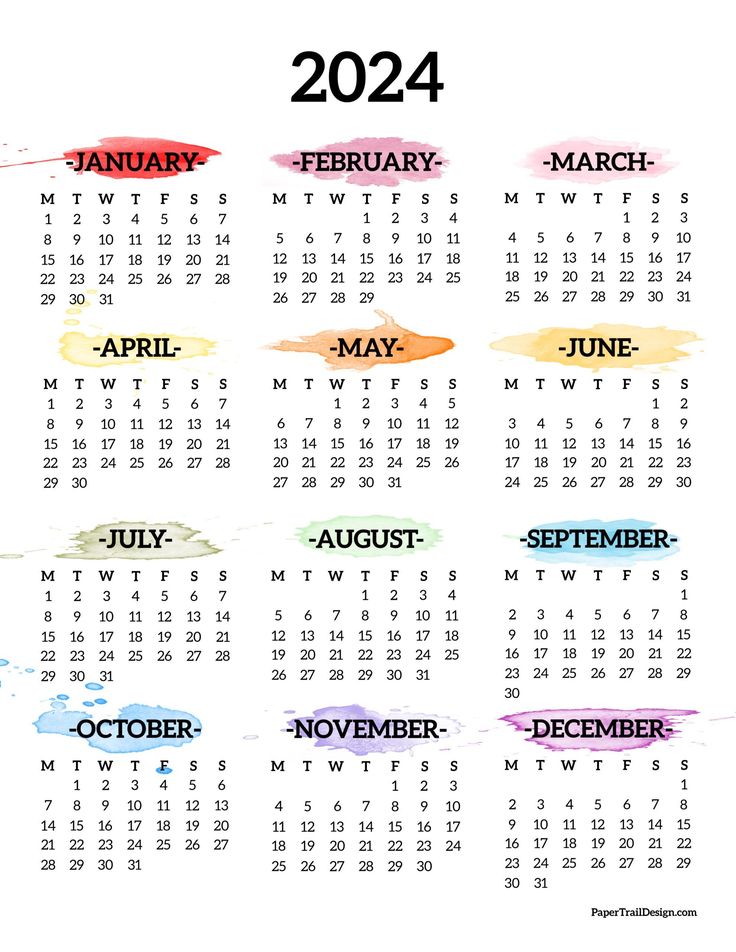 2024
-JANUARY-
M T W T F S S
1 2 3 4 5 6 7
8 9 10 11 12 13 14
15 16 17 18 19 20 21
22 23 24 25 26 27 28
29 30 31
-FEBRUARY-
M T W T F S S
1 2 3 4
5 6 7 8 9 10 11
12 13 14 15 16 17 18
19 20 21 22 23 24 25
26 27 28 29
-MARCH-
M T W T F S S
1 2 3
4 5 6 7 8 9 10
11 12 13 14 15 16 17
18 19 20 21 22 23 24
25 26 27 28 29 30 31
-APRIL-
M T W T F S S
1 2 3 4 5 6 7
8 9 10 11 12 13 14
15 16 17 18 19 20 21
22 23 24 25 26 27 28
29 30
-MAY-
M T W T F S S
1 2 3 4 5
6 7 8 9 10 11 12
13 14 15 16 17 18 19
20 21 22 23 24 25 26
27 28 29 30 31
-JUNE-
M T W T F S S
1 2
3 4 5 6 7 8 9
10 11 12 13 14 15 16
17 18 19 20 21 22 23
24 25 26 27 28 29 30
-JULY-
M T W T F S S
1 2 3 4 5 6 7
8 9 10 11 12 13 14
15 16 17 18 19 20 21
22 23 24 25 26 27 28
29 30 31
-AUGUST-
M T W T F S S
1 2 3 4
5 6 7 8 9 10 11
12 13 14 15 16 17 18
19 20 21 22 23 24 25
26 27 28 29 30 31
-SEPTEMBER-
M T W T F S S
1
2 3 4 5 6 7 8
9 10 11 12 13 14 15
16 17 18 19 20 21 22
23 24 25 26 27 28 29
30
-OCTOBER-
M T W T F S S
1 2 3 4 5 6
7 8 9 10 11 12 13
14 15 16 17 18 19 20
21 22 23 24 25 26 27
28 29 30 31
-NOVEMBER-
M T W T F S S
1 2 3
4 5 6 7 8 9 10
11 12 13 14 15 16 17
18 19 20 21 22 23 24
25 26 27 28 29 30
-DECEMBER-
M T W T F S S
1
2 3 4 5 6 7 8
9 10 11 12 13 14 15
16 17 18 19 20 21 22
23 24 25 26 27 28 29
30 31
PaperTrailDesign.com